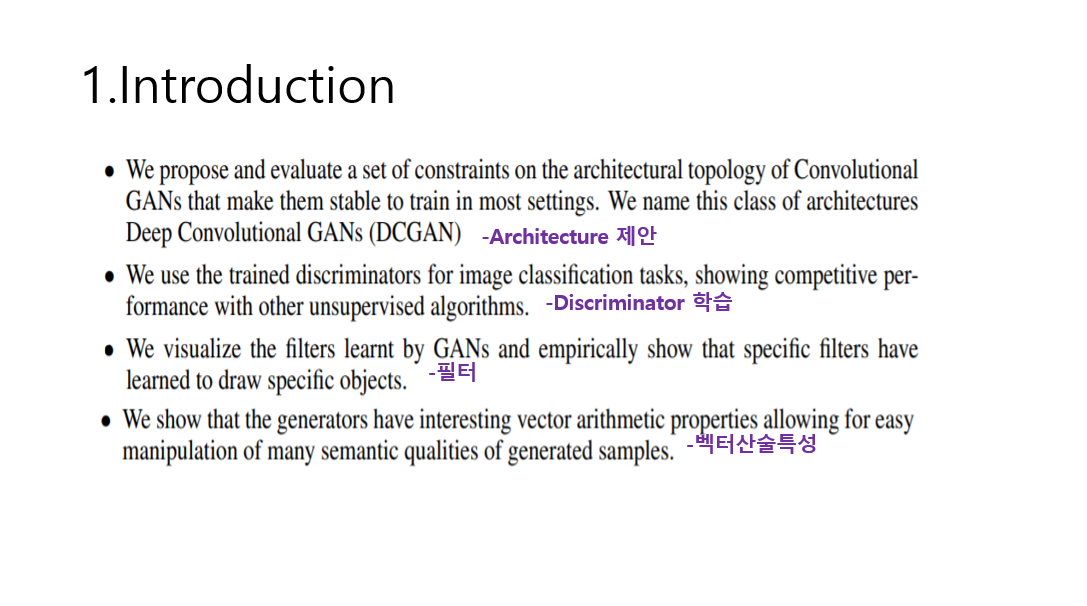 1.Introduction
• We propose and evaluate a set of constraints on the architectural topology of Convolutional
GANs that make them stable to train in most settings. We name this class of architectures
Deep Convolutional GANs (DCGAN) -Architecture 제안
• We use the trained discriminators for image classification tasks, showing competitive per-
formance with other unsupervised algorithms. -Discriminator 학습
• We visualize the filters learnt by GANs and empirically show that specific filters have
learned to draw specific objects. -필터
• We show that the generators have interesting vector arithmetic properties allowing for easy
manipulation of many semantic qualities of generated samples. -벡터산술특성